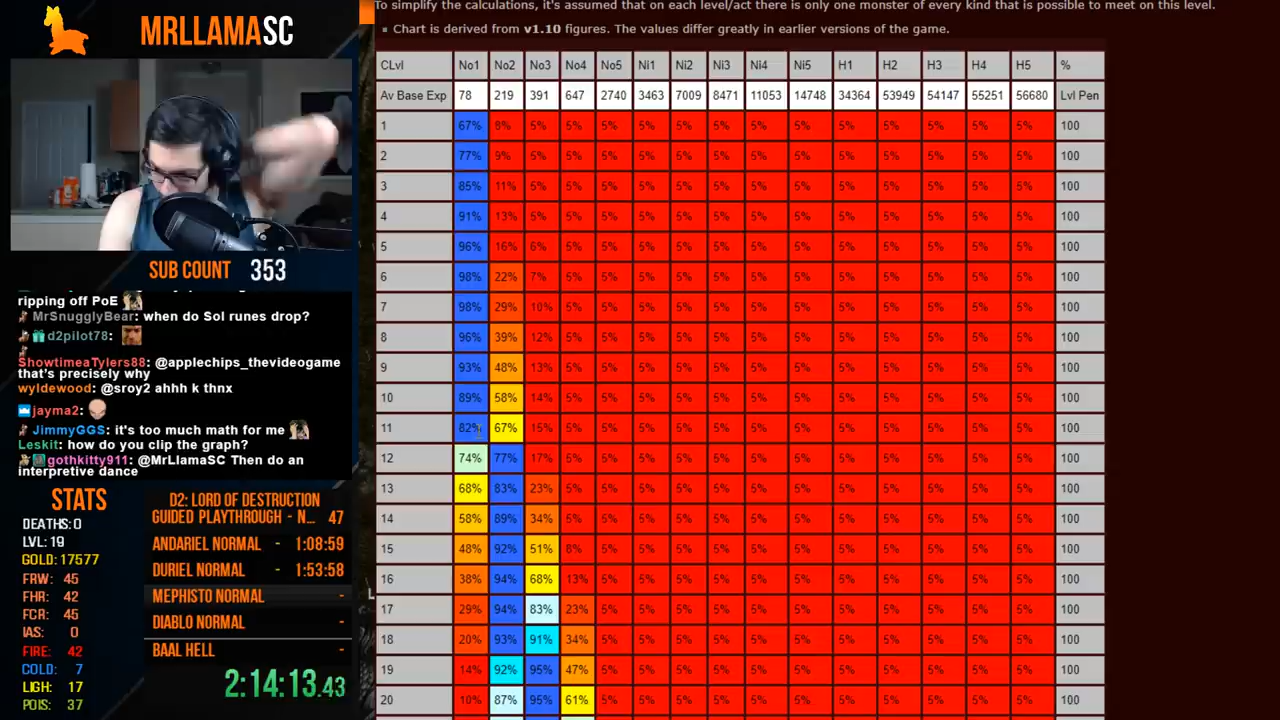 MRLLAMASC
SUB COUNT 353
ripping off PoE
MrSnugglyBear: when do Sol runes drop?
d2pilot78:
ShowtimeaTylers88: @applechips_thevideogame
that's precisely why
wyldewood: @sroy2 ahhh k thnx
jayma2:
JimmyGGS: it's too much math for me
Leskit: how do you clip the graph?
gothkitty911: @MrLlamaSC Then do an
interpretive dance
STATS
DEATHS: 0
LVL: 19
GOLD: 17577
FRW: 45
FHR: 42
FCR: 45
IAS: 0
FIRE: 42
COLD: 7
LIGH: 17
POIS: 37
D2: LORD OF DESTRUCTION
GUIDED PLAYTHROUGH - N... 47
ANDARIEL NORMAL - 1:08:59
DURIEL NORMAL - 1:53:58
MEPHISTO NORMAL -
DIABLO NORMAL -
BAAL HELL -
2:14:13.43
To simplify the calculations, it's assumed that on each level/act there is only one monster of every kind that is possible to meet on this level.
Chart is derived from v1.10 figures. The values differ greatly in earlier versions of the game.
CLvl No1 No2 No3 No4 No5 Ni1 Ni2 Ni3 Ni4 Ni5 H1 H2 H3 H4 H5 %
Av Base Exp 78 219 391 647 2740 3463 7009 8471 11053 14748 34364 53949 54147 55251 56680 Lvl Pen
1 67% 8% 5% 5% 5% 5% 5% 5% 5% 5% 5% 5% 5% 5% 5% 100
2 77% 9% 5% 5% 5% 5% 5% 5% 5% 5% 5% 5% 5% 5% 5% 100
3 85% 11% 5% 5% 5% 5% 5% 5% 5% 5% 5% 5% 5% 5% 5% 100
4 91% 13% 5% 5% 5% 5% 5% 5% 5% 5% 5% 5% 5% 5% 5% 100
5 96% 16% 6% 5% 5% 5% 5% 5% 5% 5% 5% 5% 5% 5% 5% 100
6 98% 22% 7% 5% 5% 5% 5% 5% 5% 5% 5% 5% 5% 5% 5% 100
7 98% 29% 10% 5% 5% 5% 5% 5% 5% 5% 5% 5% 5% 5% 5% 100
8 96% 39% 12% 5% 5% 5% 5% 5% 5% 5% 5% 5% 5% 5% 5% 100
9 93% 48% 13% 5% 5% 5% 5% 5% 5% 5% 5% 5% 5% 5% 5% 100
10 89% 58% 14% 5% 5% 5% 5% 5% 5% 5% 5% 5% 5% 5% 5% 100
11 82% 67% 15% 5% 5% 5% 5% 5% 5% 5% 5% 5% 5% 5% 5% 100
12 74% 77% 17% 5% 5% 5% 5% 5% 5% 5% 5% 5% 5% 5% 5% 100
13 68% 83% 23% 5% 5% 5% 5% 5% 5% 5% 5% 5% 5% 5% 5% 100
14 58% 89% 34% 5% 5% 5% 5% 5% 5% 5% 5% 5% 5% 5% 5% 100
15 48% 92% 51% 8% 5% 5% 5% 5% 5% 5% 5% 5% 5% 5% 5% 100
16 38% 94% 68% 13% 5% 5% 5% 5% 5% 5% 5% 5% 5% 5% 5% 100
17 29% 94% 83% 23% 5% 5% 5% 5% 5% 5% 5% 5% 5% 5% 5% 100
18 20% 93% 91% 34% 5% 5% 5% 5% 5% 5% 5% 5% 5% 5% 5% 100
19 14% 92% 95% 47% 5% 5% 5% 5% 5% 5% 5% 5% 5% 5% 5% 100
20 10% 87% 95% 61% 5% 5% 5% 5% 5% 5% 5% 5% 5% 5% 5% 100